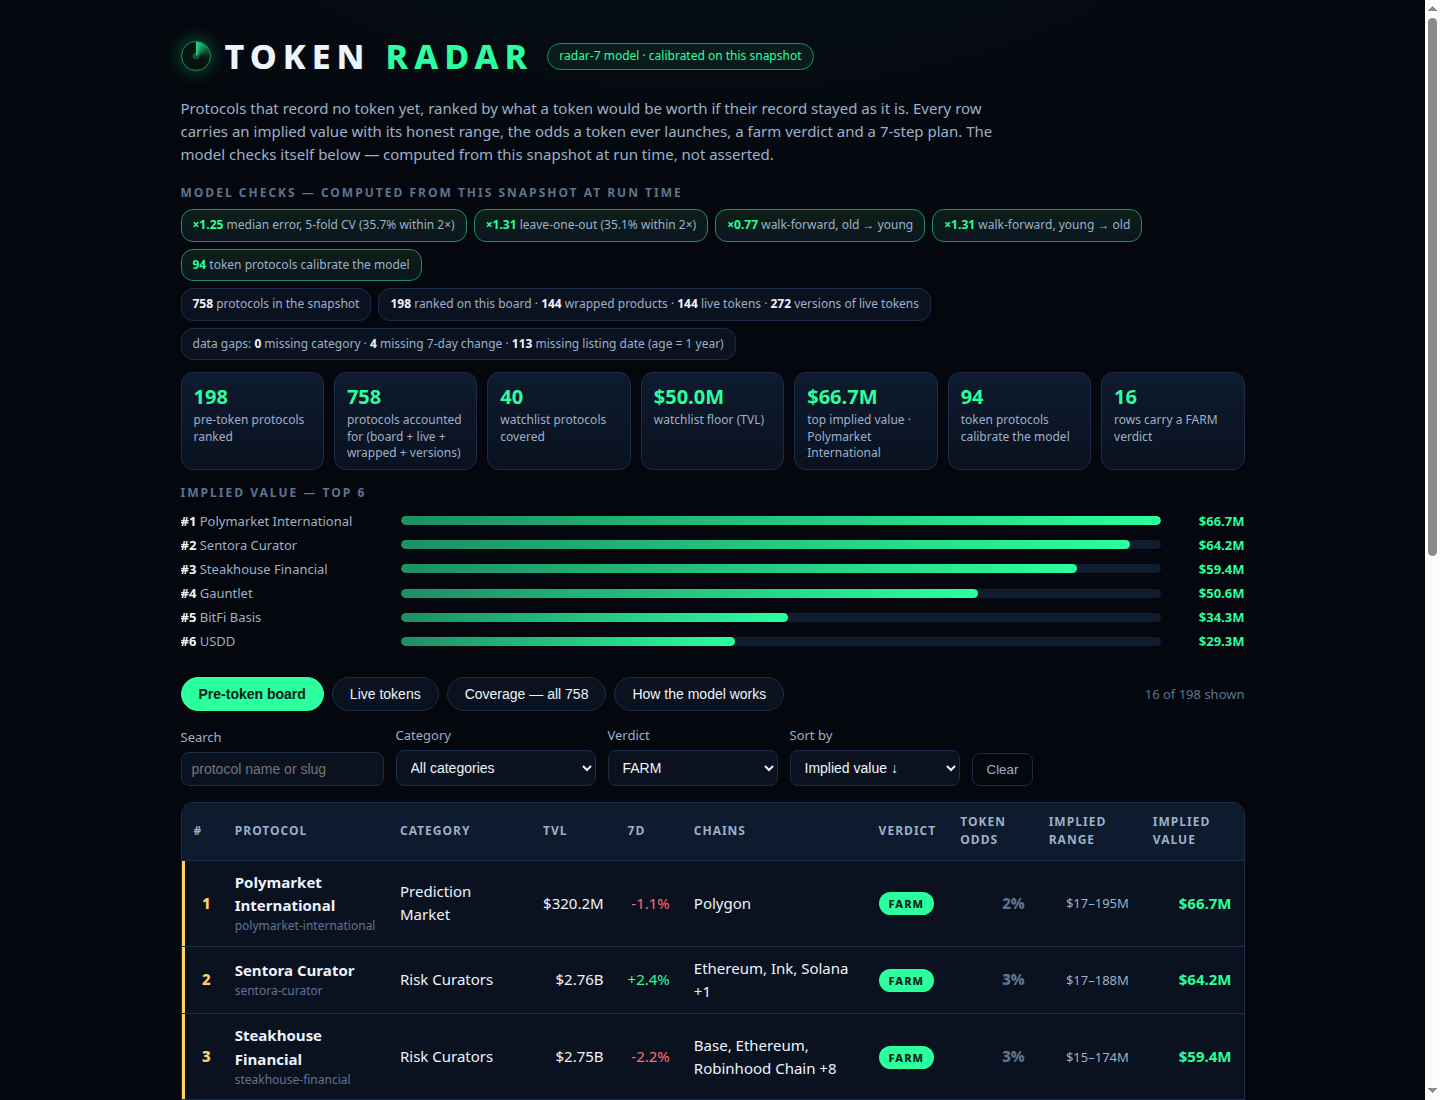 TOKEN RADAR radar-7 model · calibrated on this snapshot
Protocols that record no token yet, ranked by what a token would be worth if their record stayed as it is. Every row
carries an implied value with its honest range, the odds a token ever launches, a farm verdict and a 7-step plan. The
model checks itself below — computed from this snapshot at run time, not asserted.
MODEL CHECKS — COMPUTED FROM THIS SNAPSHOT AT RUN TIME
×1.25 median error, 5-fold CV (35.7% within 2×) ×1.31 leave-one-out (35.1% within 2×) ×0.77 walk-forward, old → young ×1.31 walk-forward, young → old
94 token protocols calibrate the model
758 protocols in the snapshot 198 ranked on this board · 144 wrapped products · 144 live tokens · 272 versions of live tokens
data gaps: 0 missing category · 4 missing 7-day change · 113 missing listing date (age = 1 year)
198 758 40 $50.0M $66.7M 94 16
pre-token protocols protocols accounted watchlist protocols watchlist floor (TVL) top implied value · token protocols rows carry a FARM
ranked for (board + live + covered Polymarket calibrate the model verdict
wrapped + versions) International
IMPLIED VALUE — TOP 6
#1 Polymarket International $66.7M
#2 Sentora Curator $64.2M
#3 Steakhouse Financial $59.4M
#4 Gauntlet $50.6M
#5 BitFi Basis $34.3M
#6 USDD $29.3M
Pre-token board Live tokens Coverage — all 758 How the model works 16 of 198 shown
Search Category Verdict Sort by
protocol name or slug All categories FARM Implied value ↓ Clear
# PROTOCOL CATEGORY TVL 7D CHAINS VERDICT TOKEN ODDS IMPLIED RANGE IMPLIED VALUE
1 Polymarket International polymarket-international Prediction Market $320.2M -1.1% Polygon FARM 2% $17–195M $66.7M
2 Sentora Curator sentora-curator Risk Curators $2.76B +2.4% Ethereum, Ink, Solana +1 FARM 3% $17–188M $64.2M
3 Steakhouse Financial steakhouse-financial Risk Curators $2.75B -2.2% Base, Ethereum, Robinhood Chain +8 FARM 3% $15–174M $59.4M